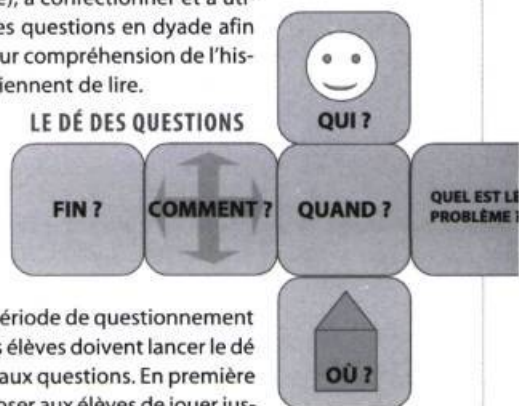 à confectionner et à uti-
es questions en dyade afin
ur compréhension de l'his-
iennent de lire.
LE DÉ DES QUESTIONS
QUI ?
FIN ?
COMMENT ?
QUAND ?
QUEL EST LE
PROBLÈME ?
OÙ ?
ériode de questionnement
s élèves doivent lancer le dé
aux questions. En première
oser aux élèves de jouer jus-